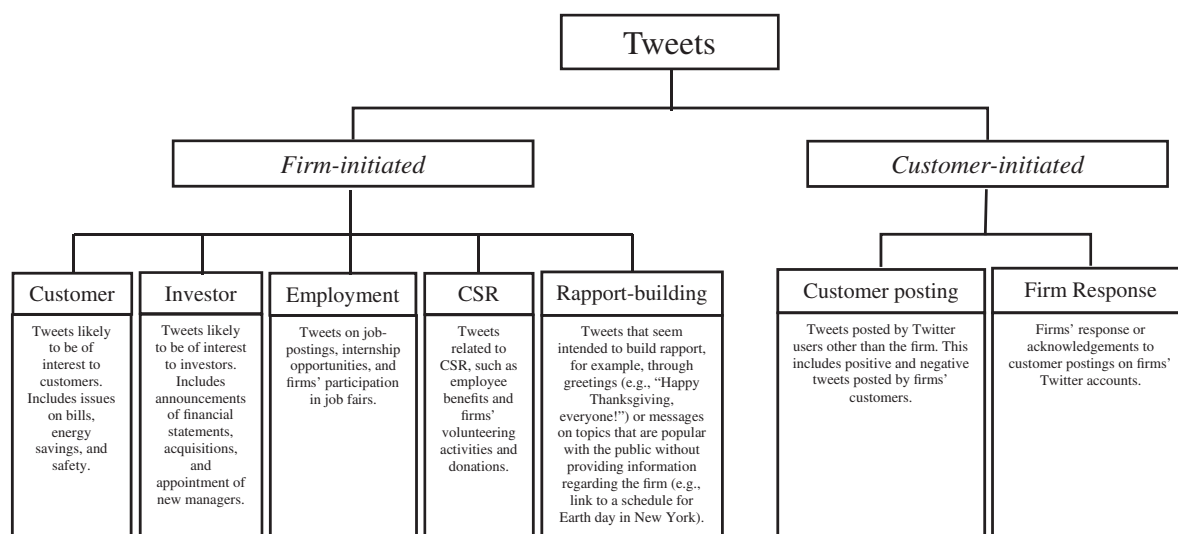 Tweets
Firm-initiated
Customer-initiated
Customer
Tweets likely
to be of
interest to
customers.
Includes issues
on bills,
energy
savings, and
safety.
Investor
Tweets likely
to be of interest
to investors.
Includes
announcements
of financial
statements,
acquisitions,
and
appointment of
new managers.
Employment
Tweets on job-
postings, internship
opportunities, and
firms’ participation
in job fairs.
CSR
Tweets
related to
CSR, such as
employee
benefits and
firms’
volunteering
activities and
donations.
Rapport-building
Tweets that seem
intended to build rapport,
for example, through
greetings (e.g., “Happy
Thanksgiving,
everyone!”) or messages
on topics that are popular
with the public without
providing information
regarding the firm (e.g.,
link to a schedule for
Earth day in New York).
Customer posting
Tweets posted by Twitter
users other than the firm. This
includes positive and negative
tweets posted by firms’
customers.
Firm Response
Firms’ response or
acknowledgements to
customer postings on firms’
Twitter accounts.